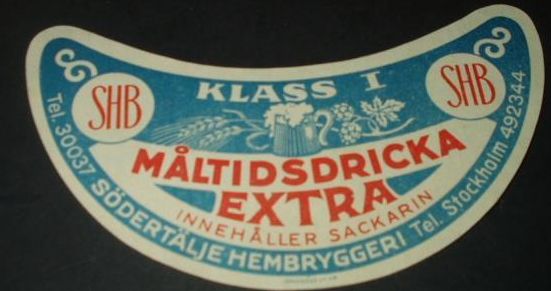 KLASS I
SHB
SHB
MÅLTIDSDRICKA
EXTRA
INNEHÅLLER SACKARIN
Tel. 30037 SÖDERTÄLJE HEMBRYGGERI Tel. Stockholm 492344